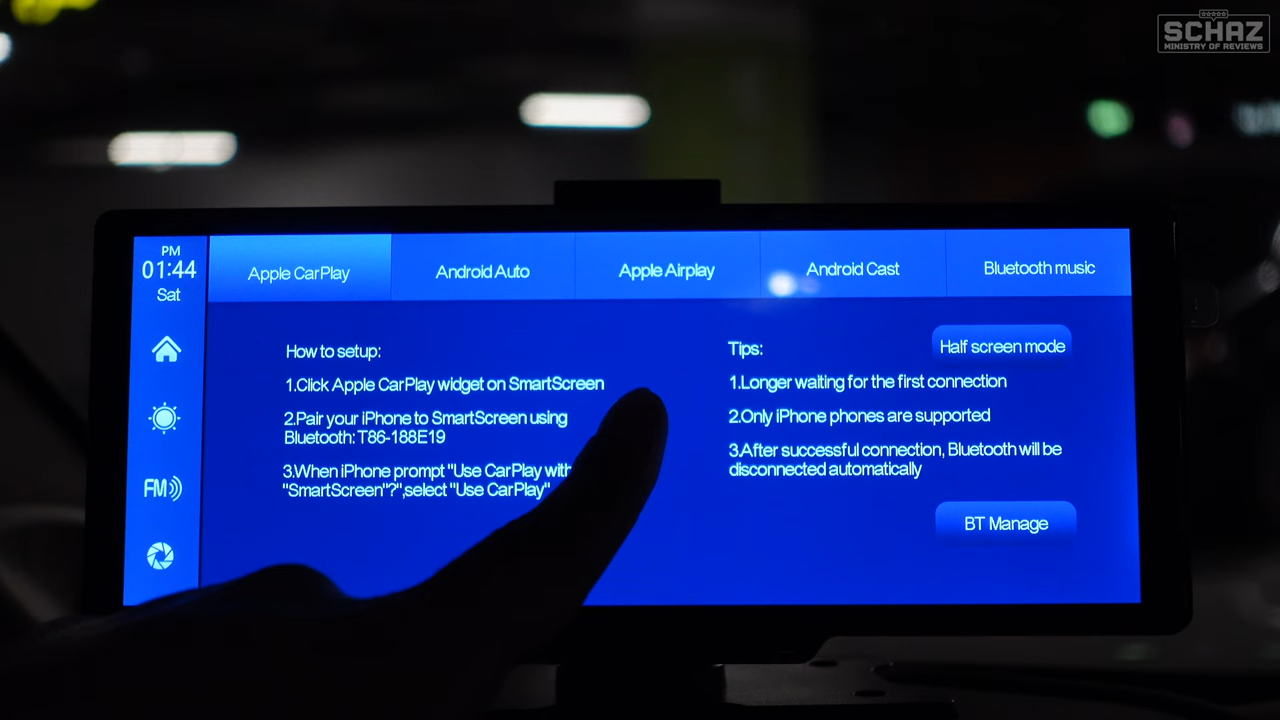 SCHAZ
MINISTRY OF REVIEWS
PM
01:44
Sat
FM
Apple CarPlay
Android Auto
Apple Airplay
Android Cast
Bluetooth music
How to setup:
1.Click Apple CarPlay widget on SmartScreen
2.Pair your iPhone to SmartScreen using
Bluetooth: T86-188E19
3.When iPhone prompt "Use CarPlay with
"SmartScreen"?",select "Use CarPlay"
Tips:
Half screen mode
1.Longer waiting for the first connection
2.Only iPhone phones are supported
3.After successful connection, Bluetooth will be
disconnected automatically
BT Manage